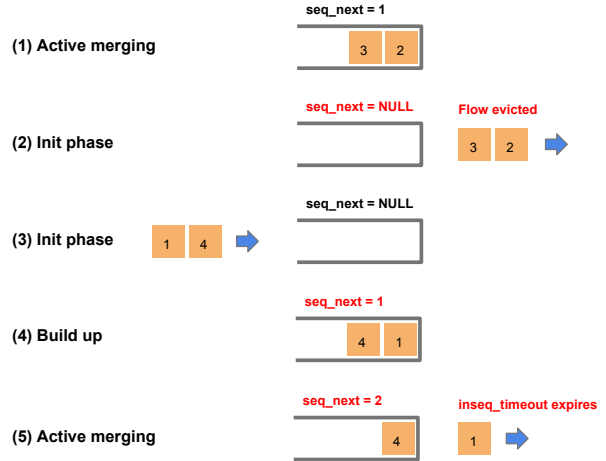 seq_next = 1
(1) Active merging
3 2
seq_next = NULL
Flow evicted
(2) Init phase
3 2
seq_next = NULL
(3) Init phase
1 4
seq_next = 1
(4) Build up
4 1
seq_next = 2
inseq_timeout expires
(5) Active merging
4
1